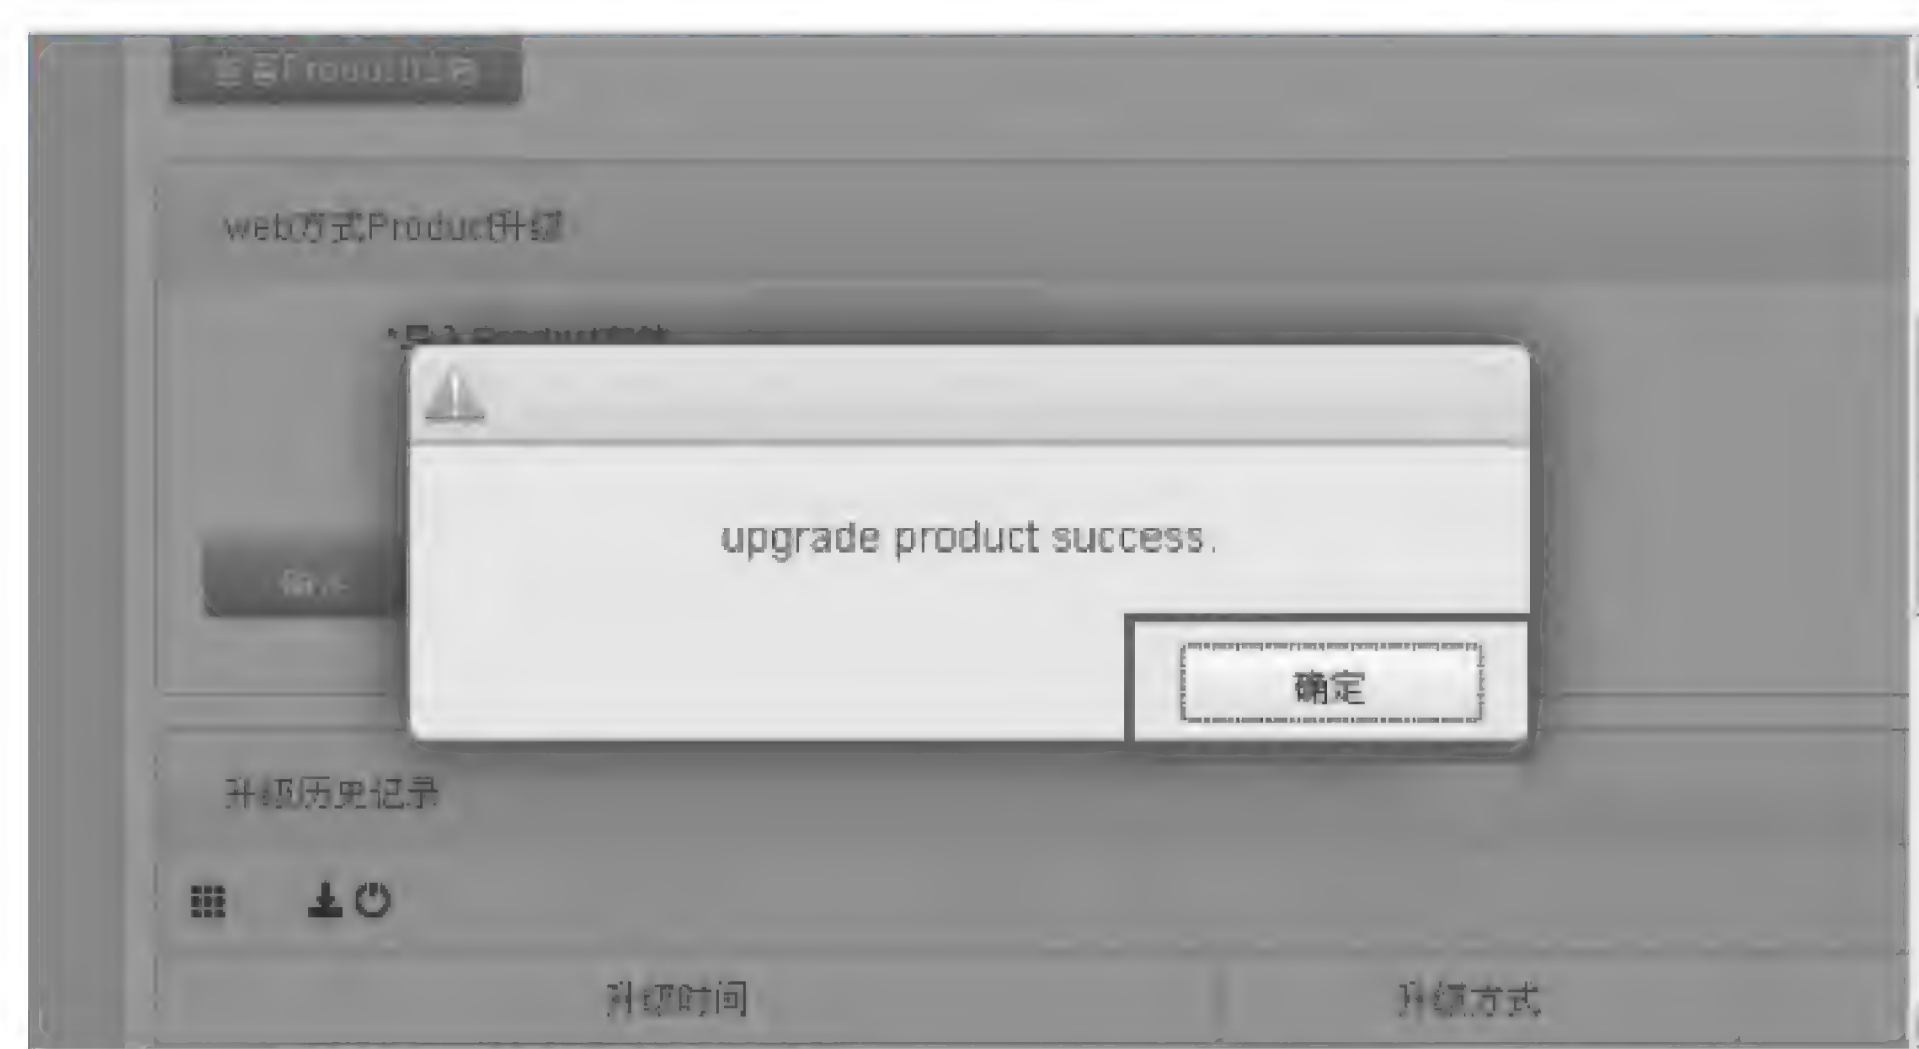 web方式Product升级
upgrade product success.
确定
升级历史记录
升级时间
升级方式